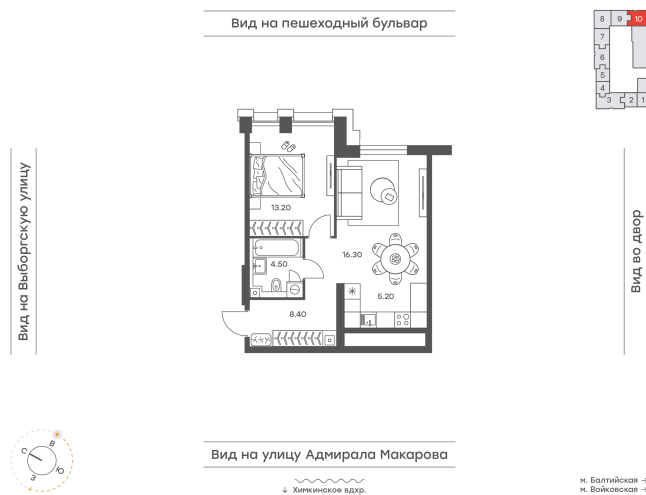 Вид на пешеходный бульвар
8 9 10
7
6
5
4
3 2 1
Вид на Выборгскую улицу
Вид во двор
13.20
4.50
16.30
5.20
8.40
С
В
Ю
З
Вид на улицу Адмирала Макарова
↓ Химкинское вдхр.
м. Балтийская
м. Войковская